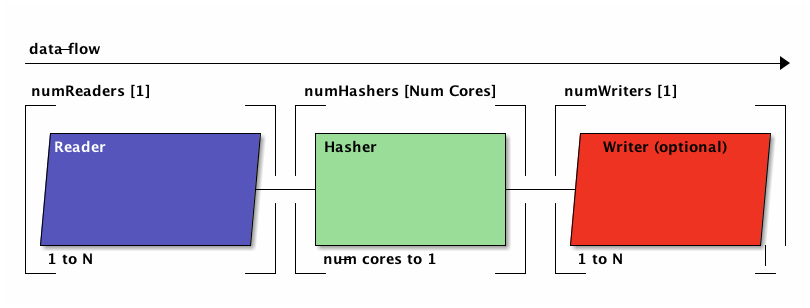 data-flow
numReaders [1]
numHashers [Num Cores]
numWriters [1]
Reader
Hasher
Writer (optional)
1 to N
num cores to 1
1 to N